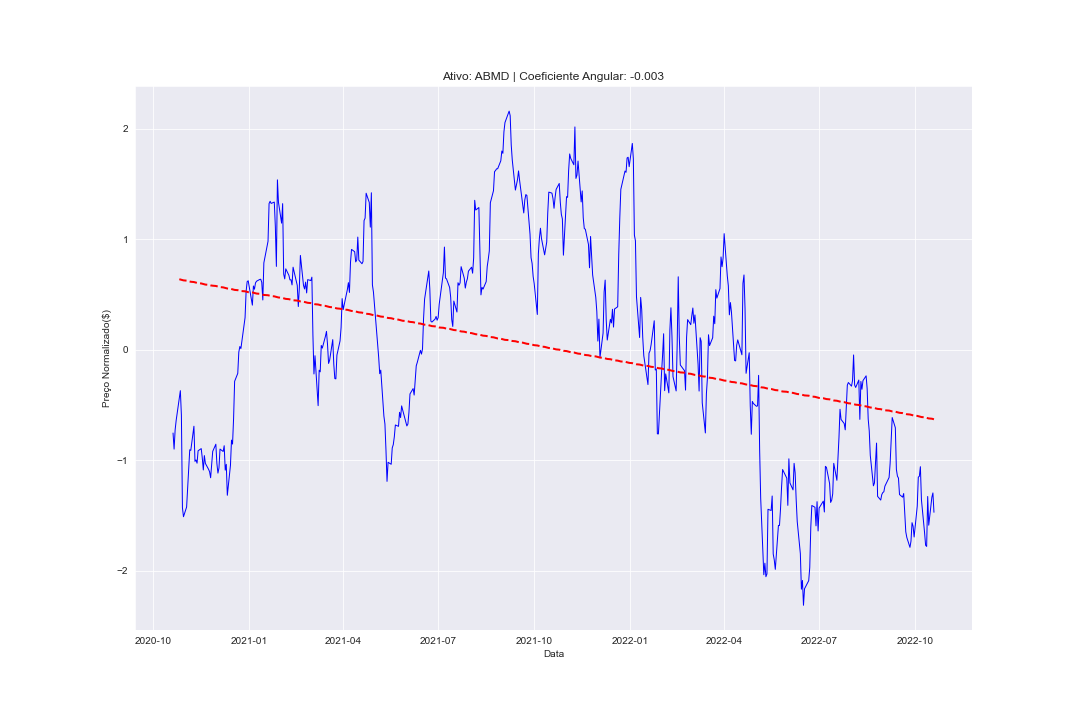 Ativo: ABMD | Coeficiente Angular: -0.003
Preço Normalizado($)
2
1
0
−1
−2
2020-10 2021-01 2021-04 2021-07 2021-10 2022-01 2022-04 2022-07 2022-10
Data